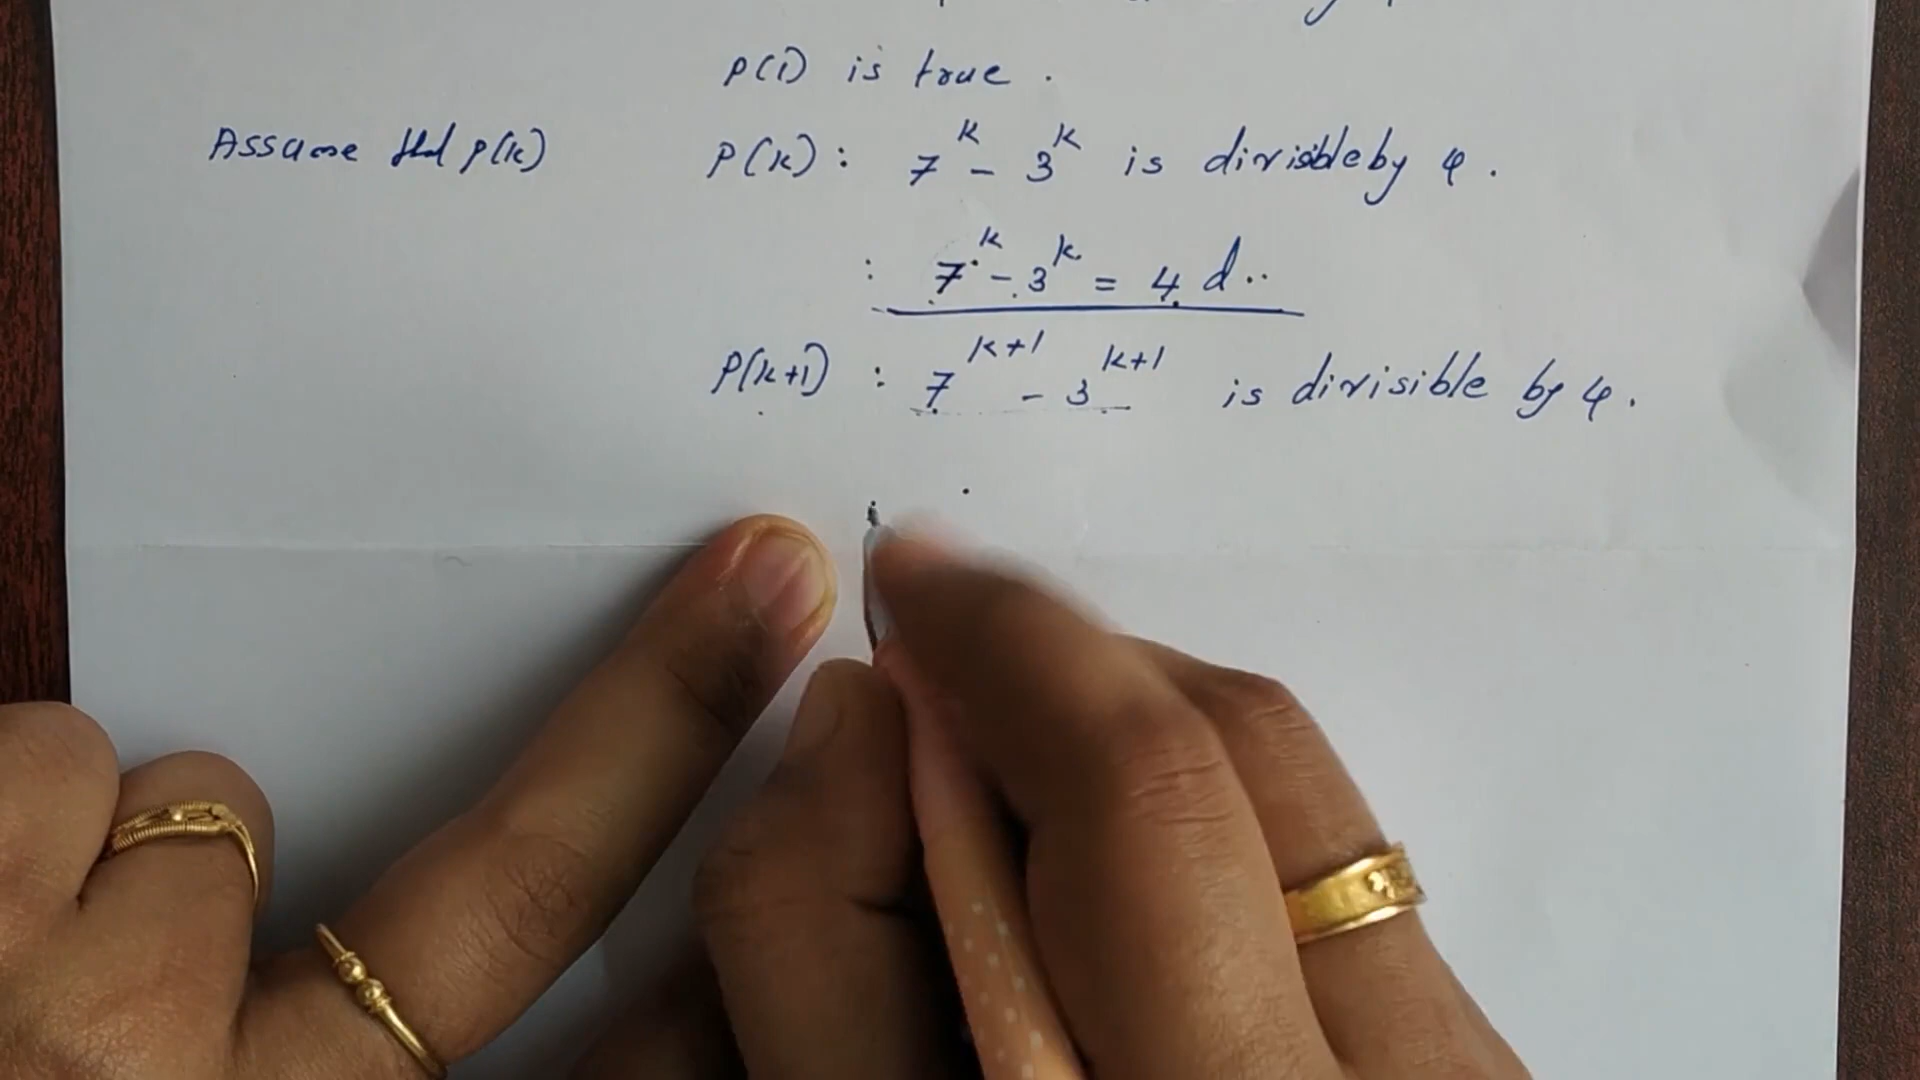 P(1) is true .
Assume that P(k) P(k) : 7^k - 3^k is divisible by 4 .
: 7^k - 3^k = 4 d ..
P(k+1) : 7^{k+1} - 3^{k+1} is divisible by 4 .